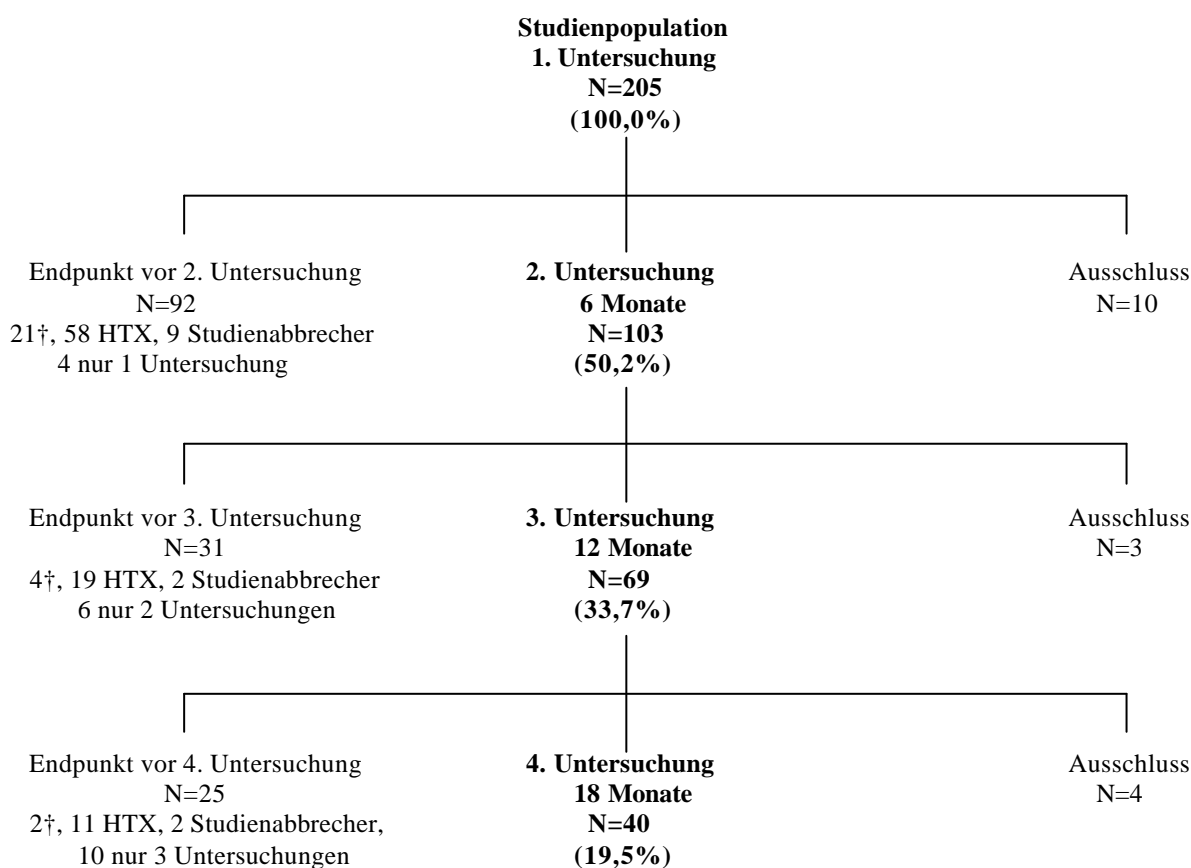 Studienpopulation
1. Untersuchung
N=205
(100,0%)
Endpunkt vor 2. Untersuchung
N=92
21†, 58 HTX, 9 Studienabbrecher
4 nur 1 Untersuchung
2. Untersuchung
6 Monate
N=103
(50,2%)
Ausschluss
N=10
Endpunkt vor 3. Untersuchung
N=31
4†, 19 HTX, 2 Studienabbrecher
6 nur 2 Untersuchungen
3. Untersuchung
12 Monate
N=69
(33,7%)
Ausschluss
N=3
Endpunkt vor 4. Untersuchung
N=25
2†, 11 HTX, 2 Studienabbrecher,
10 nur 3 Untersuchungen
4. Untersuchung
18 Monate
N=40
(19,5%)
Ausschluss
N=4